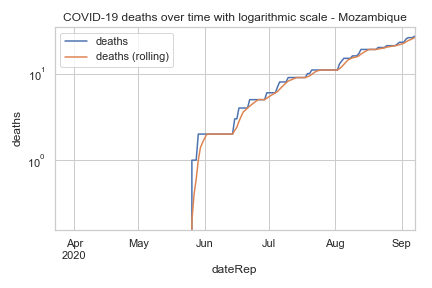 COVID-19 deaths over time with logarithmic scale - Mozambique
deaths
deaths (rolling)
10¹
10⁰
deaths
Apr May Jun Jul Aug Sep
2020
dateRep